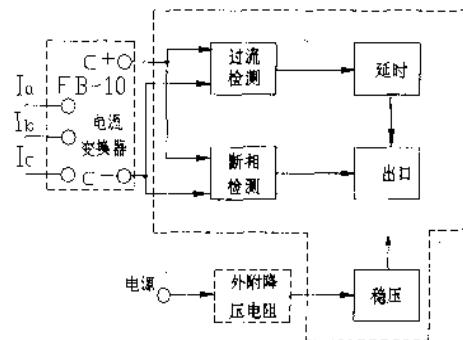 C+
FB-10
Ia
Ib
Ic
电流
变换器
C-
过流
检测
延时
断相
检测
出口
电源
外附降
压电阻
稳压